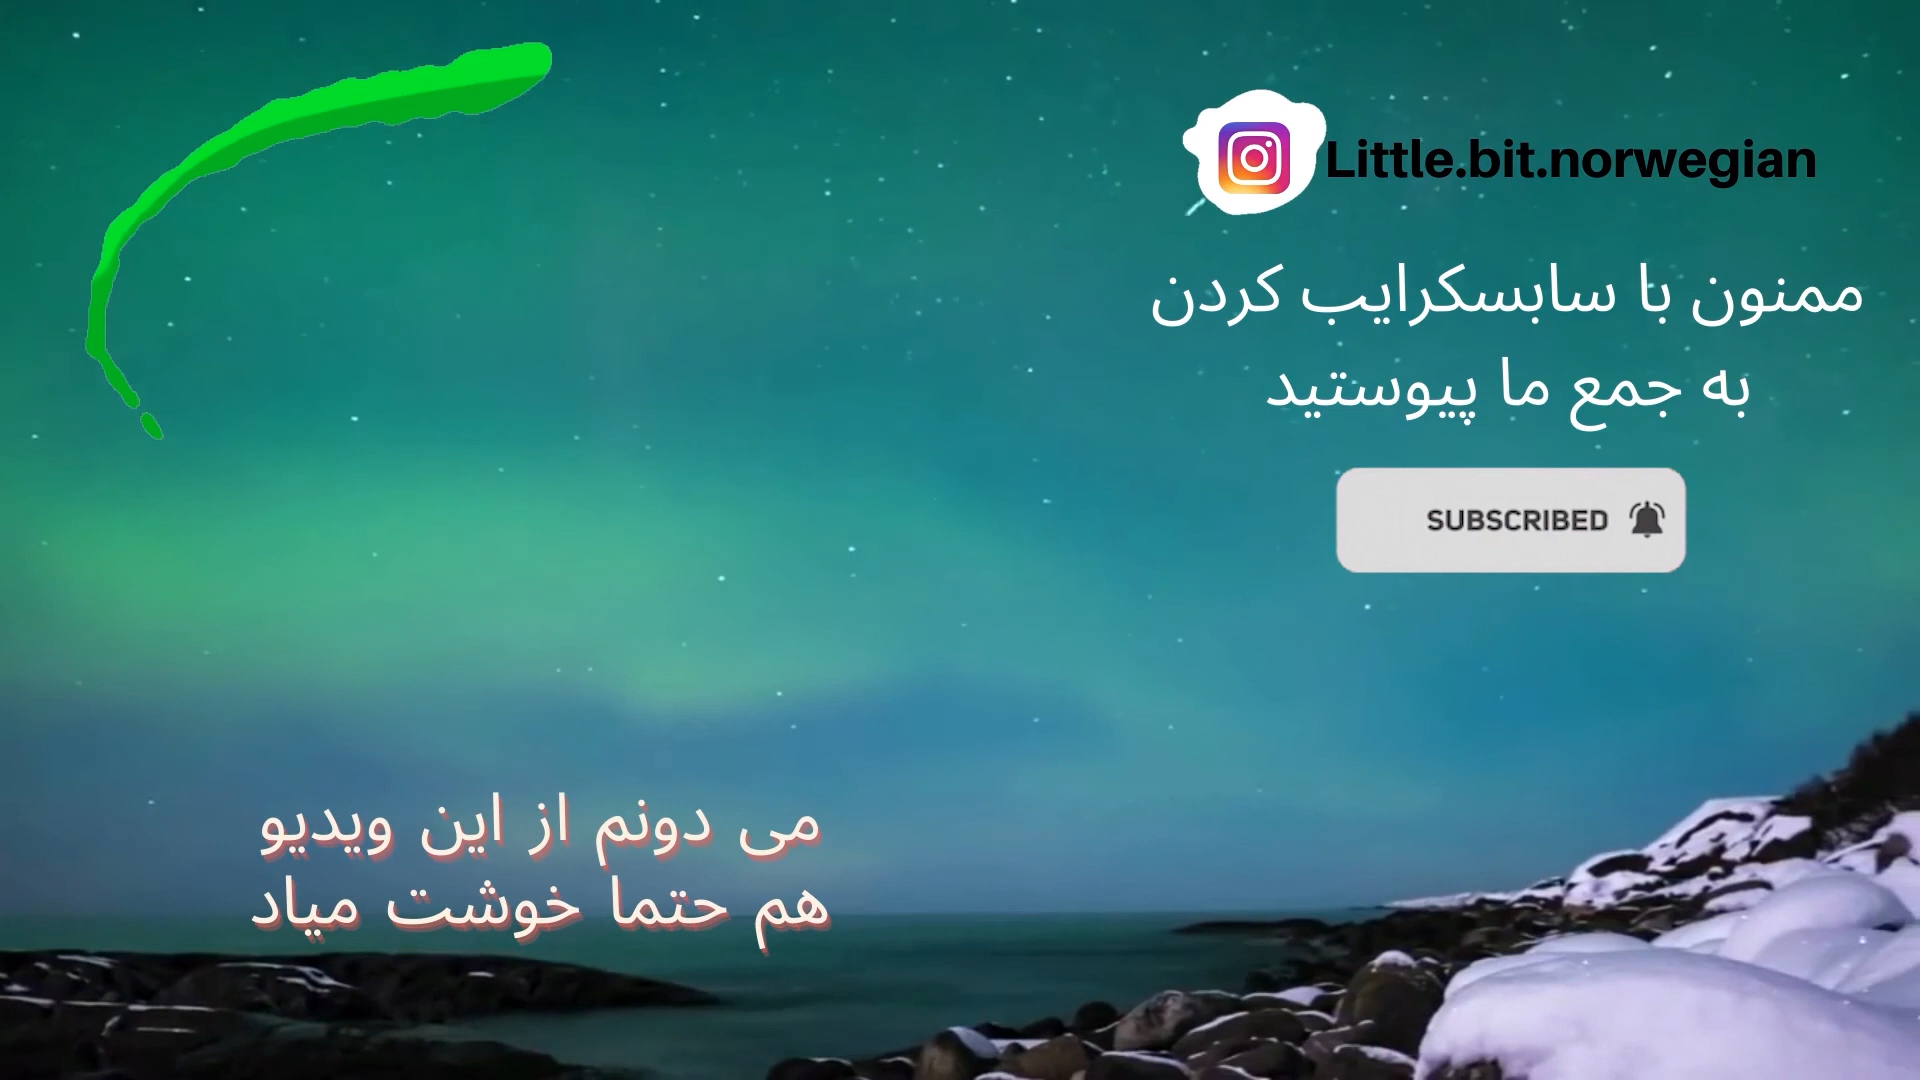 Little.bit.norwegian
ممنون با سابسکرایب کردن
به جمع ما پیوستید
SUBSCRIBED
می دونم از این ویدیو
هم حتما خوشت میاد